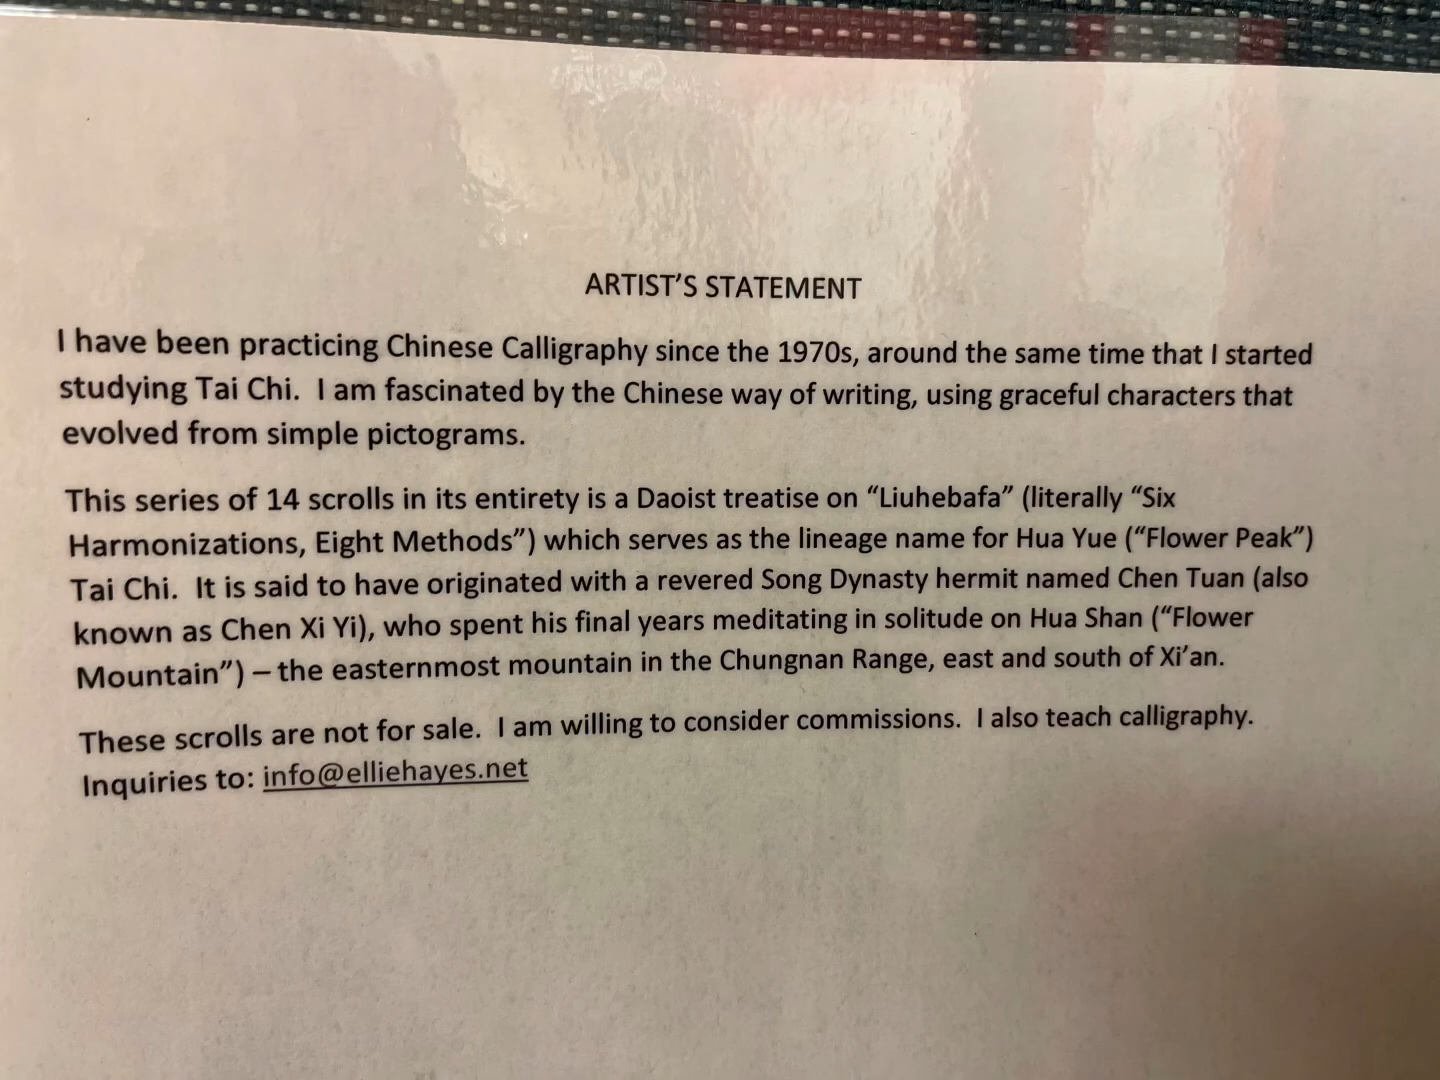 ARTIST'S STATEMENT
I have been practicing Chinese Calligraphy since the 1970s, around the same time that I started
studying Tai Chi.  I am fascinated by the Chinese way of writing, using graceful characters that
evolved from simple pictograms.
This series of 14 scrolls in its entirety is a Daoist treatise on “Liuhebafa” (literally “Six
Harmonizations, Eight Methods”) which serves as the lineage name for Hua Yue (“Flower Peak”)
Tai Chi.  It is said to have originated with a revered Song Dynasty hermit named Chen Tuan (also
known as Chen Xi Yi), who spent his final years meditating in solitude on Hua Shan (“Flower
Mountain”) – the easternmost mountain in the Chungnan Range, east and south of Xi’an.
These scrolls are not for sale.  I am willing to consider commissions.  I also teach calligraphy.
Inquiries to: info@elliehayes.net